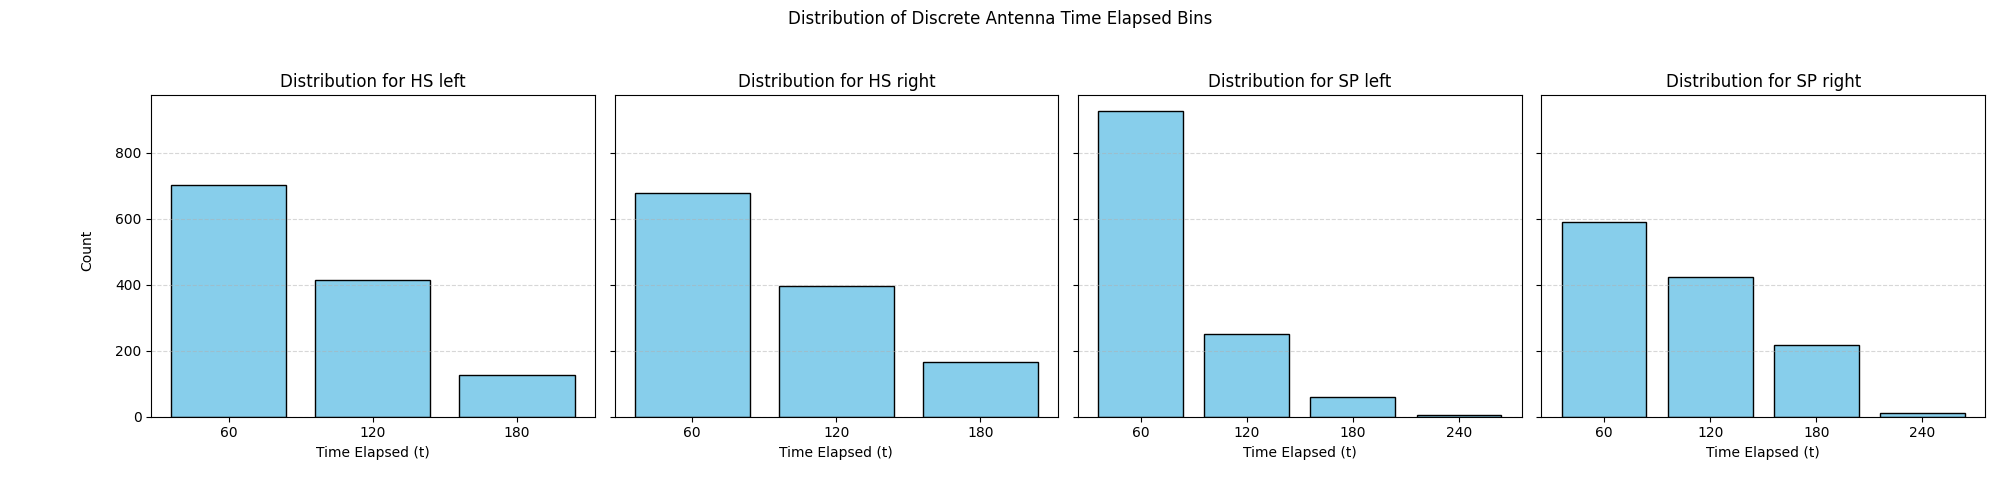 Distribution of Discrete Antenna Time Elapsed Bins
Distribution for HS left
Count
800
600
400
200
0
60 120 180
Time Elapsed (t)
Distribution for HS right
60 120 180
Time Elapsed (t)
Distribution for SP left
60 120 180 240
Time Elapsed (t)
Distribution for SP right
60 120 180 240
Time Elapsed (t)